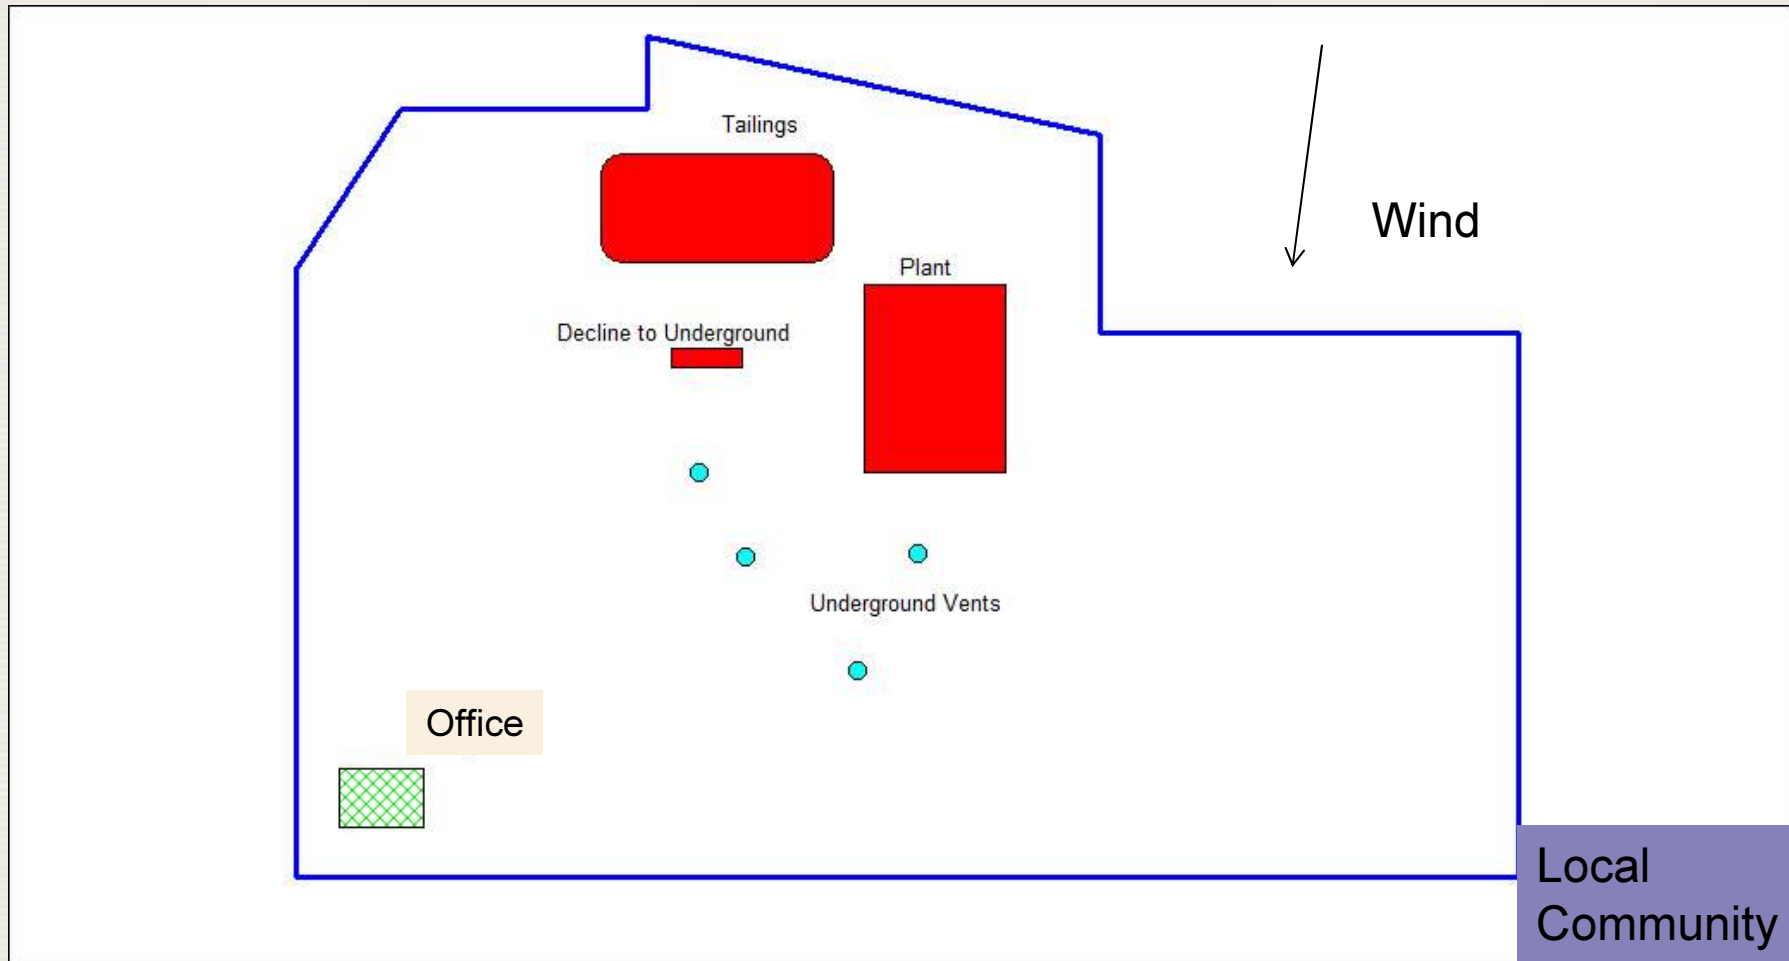 Tailings
Wind
Plant
Decline to Underground
Underground Vents
Office
Local
Community